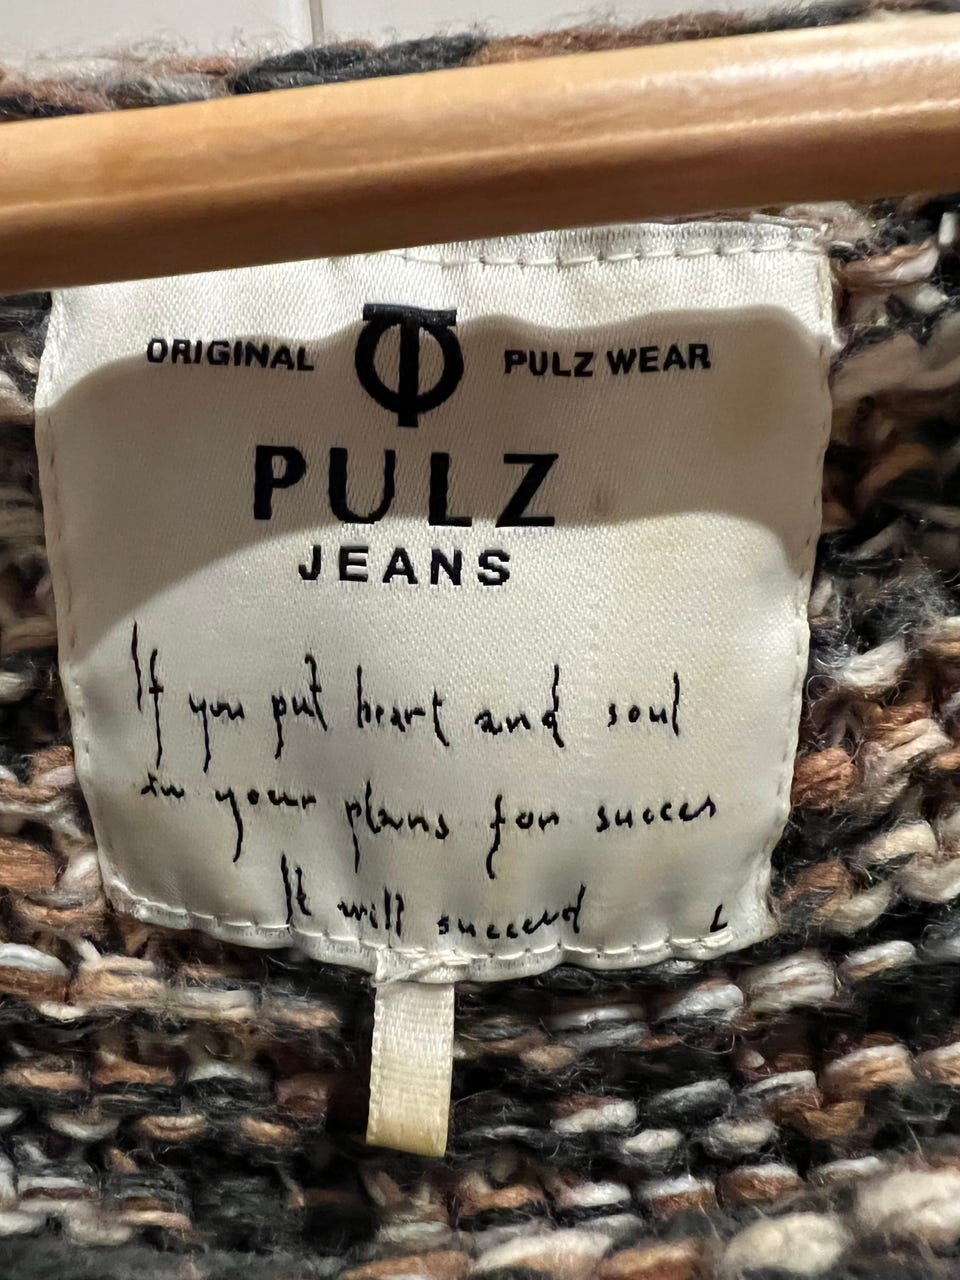 ORIGINAL PULZ WEAR
PULZ
JEANS
If you put heart and soul
in your plans for succes
It will succeed L